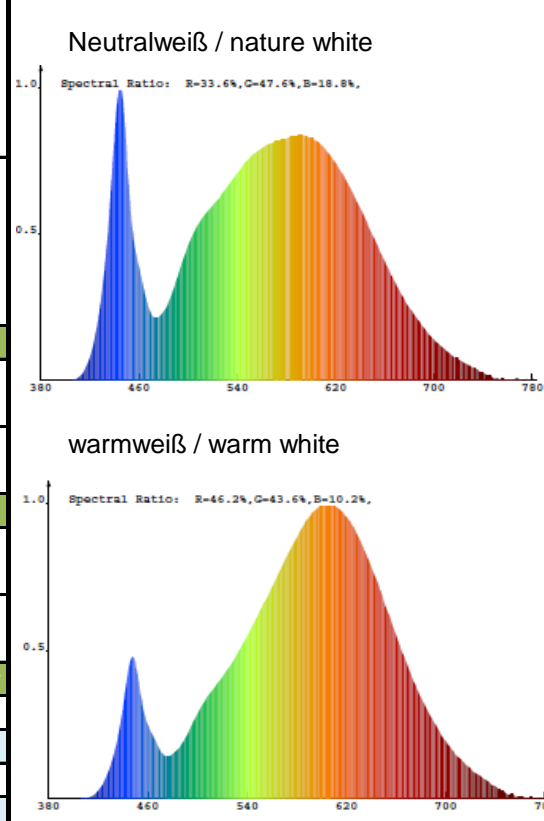 Neutralweiß / nature white
Spectral Ratio: R=33.6%,G=47.6%,B=18.8%,
1.0
0.5
380 460 540 620 700 780
warmweiß / warm white
Spectral Ratio: R=46.2%,G=43.6%,B=10.2%,
1.0
0.5
380 460 540 620 700